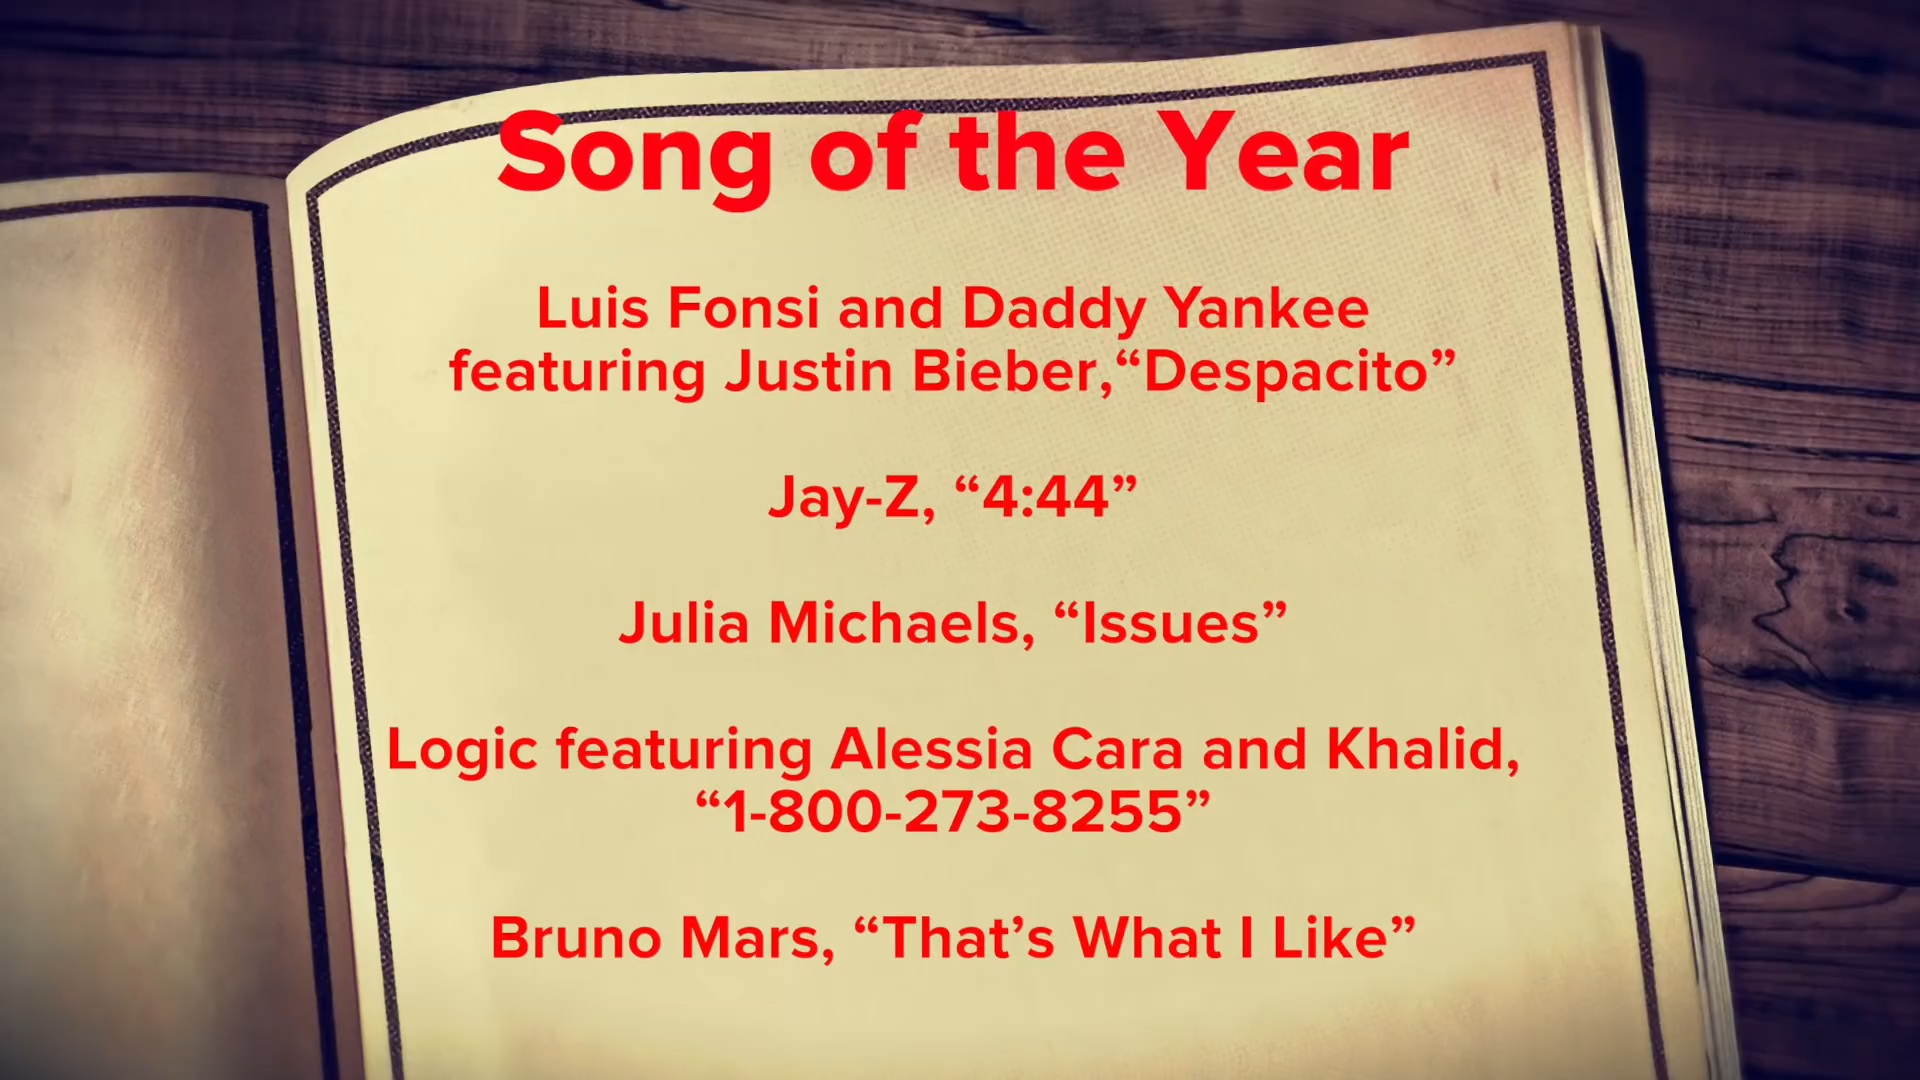 Song of the Year
Luis Fonsi and Daddy Yankee
featuring Justin Bieber,“Despacito”
Jay-Z, “4:44”
Julia Michaels, “Issues”
Logic featuring Alessia Cara and Khalid,
“1-800-273-8255”
Bruno Mars, “That’s What I Like”